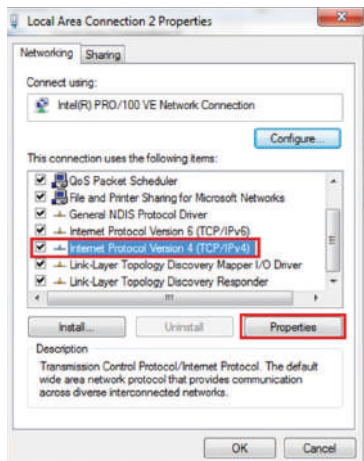 Local Area Connection 2 Properties
Networking Sharing
Connect using:
Intel(R) PRO/100 VE Network Connection
Configure...
This connection uses the following items:
QoS Packet Scheduler
File and Printer Sharing for Microsoft Networks
General NDIS Protocol Driver
Internet Protocol Version 6 (TCP/IPv6)
Internet Protocol Version 4 (TCP/IPv4)
Link-Layer Topology Discovery Mapper I/O Driver
Link-Layer Topology Discovery Responder
Install... Uninstall Properties
Description
Transmission Control Protocol/Internet Protocol. The default
wide area network protocol that provides communication
across diverse interconnected networks.
OK Cancel